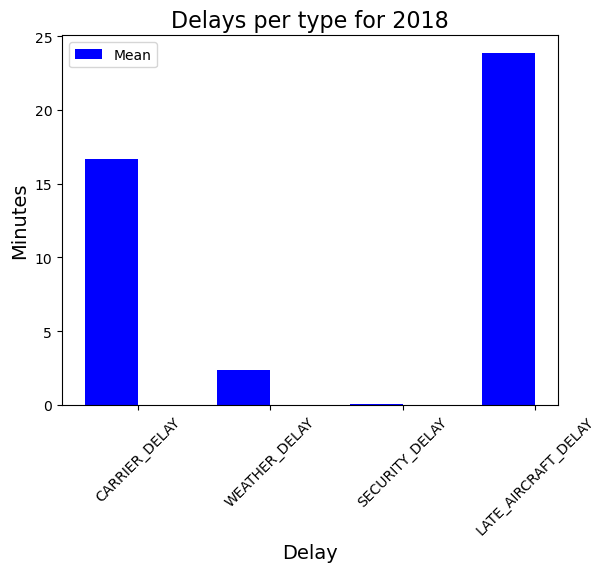 Delays per type for 2018
Mean
Minutes
25
20
15
10
5
0
CARRIER_DELAY
WEATHER_DELAY
SECURITY_DELAY
LATE_AIRCRAFT_DELAY
Delay